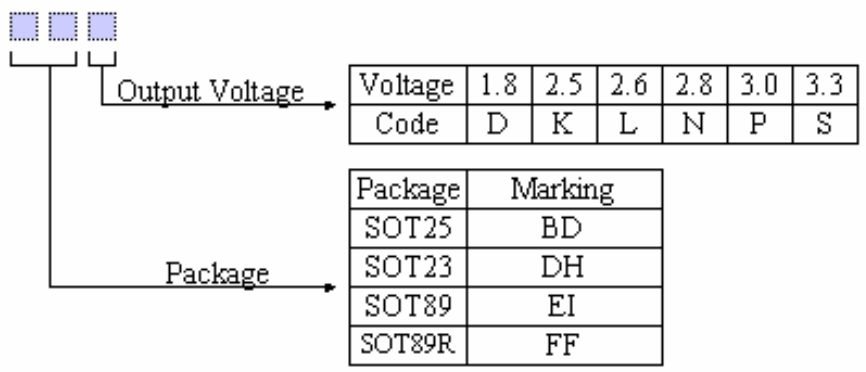 Output Voltage
Voltage 1.8 2.5 2.6 2.8 3.0 3.3
Code D K L N P S
Package
Package Marking
SOT25 BD
SOT23 DH
SOT89 EI
SOT89R FF